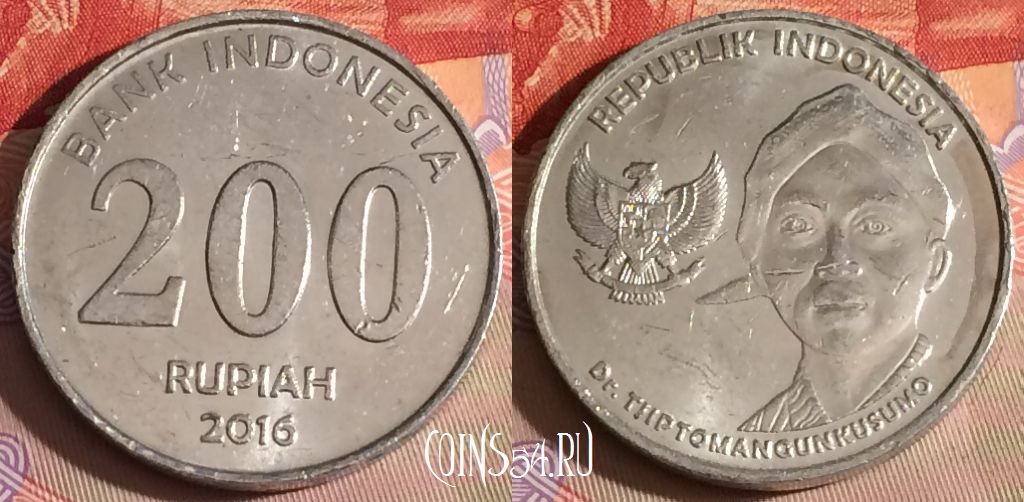 BANK INDONESIA
200
RUPIAH
2016
REPUBLIK INDONESIA
Dr. TJIPTOMANGUNKUSUMO
COINS54.RU